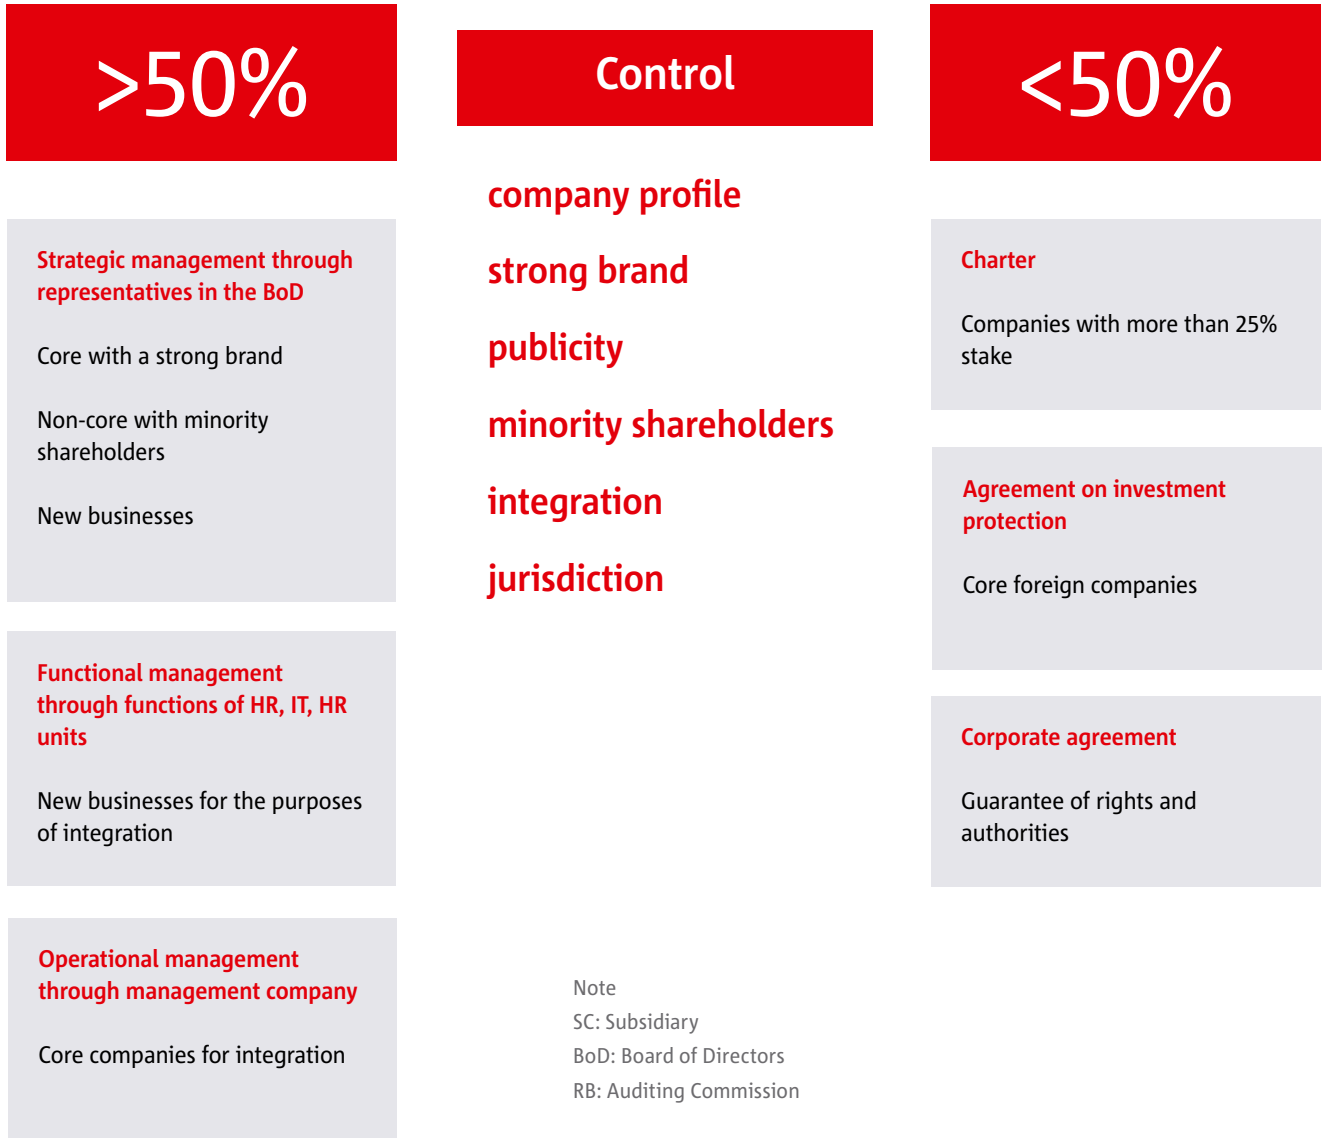 >50%
Strategic management through
representatives in the BoD
Core with a strong brand
Non-core with minority
shareholders
New businesses
Functional management
through functions of HR, IT, HR
units
New businesses for the purposes
of integration
Operational management
through management company
Core companies for integration
Control
company profile
strong brand
publicity
minority shareholders
integration
jurisdiction
Note
SC: Subsidiary
BoD: Board of Directors
RB: Auditing Commission
<50%
Charter
Companies with more than 25%
stake
Agreement on investment
protection
Core foreign companies
Corporate agreement
Guarantee of rights and
authorities